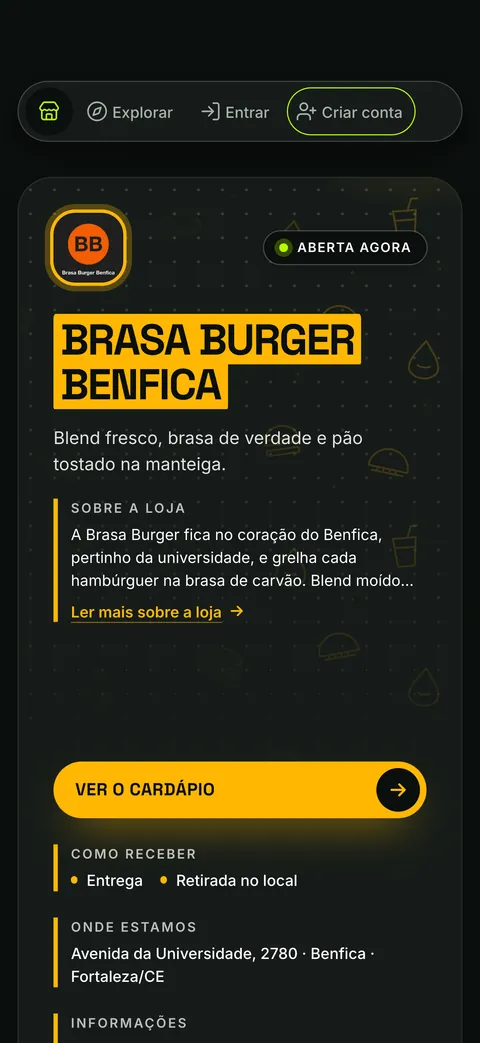 Explorar
Entrar
Criar conta
BB
Brasa Burger Benfica
ABERTA AGORA
BRASA BURGER
BENFICA
Blend fresco, brasa de verdade e pão
tostado na manteiga.
SOBRE A LOJA
A Brasa Burger fica no coração do Benfica,
pertinho da universidade, e grelha cada
hambúrguer na brasa de carvão. Blend moído...
Ler mais sobre a loja →
VER O CARDÁPIO →
COMO RECEBER
• Entrega • Retirada no local
ONDE ESTAMOS
Avenida da Universidade, 2780 · Benfica ·
Fortaleza/CE
INFORMAÇÕES